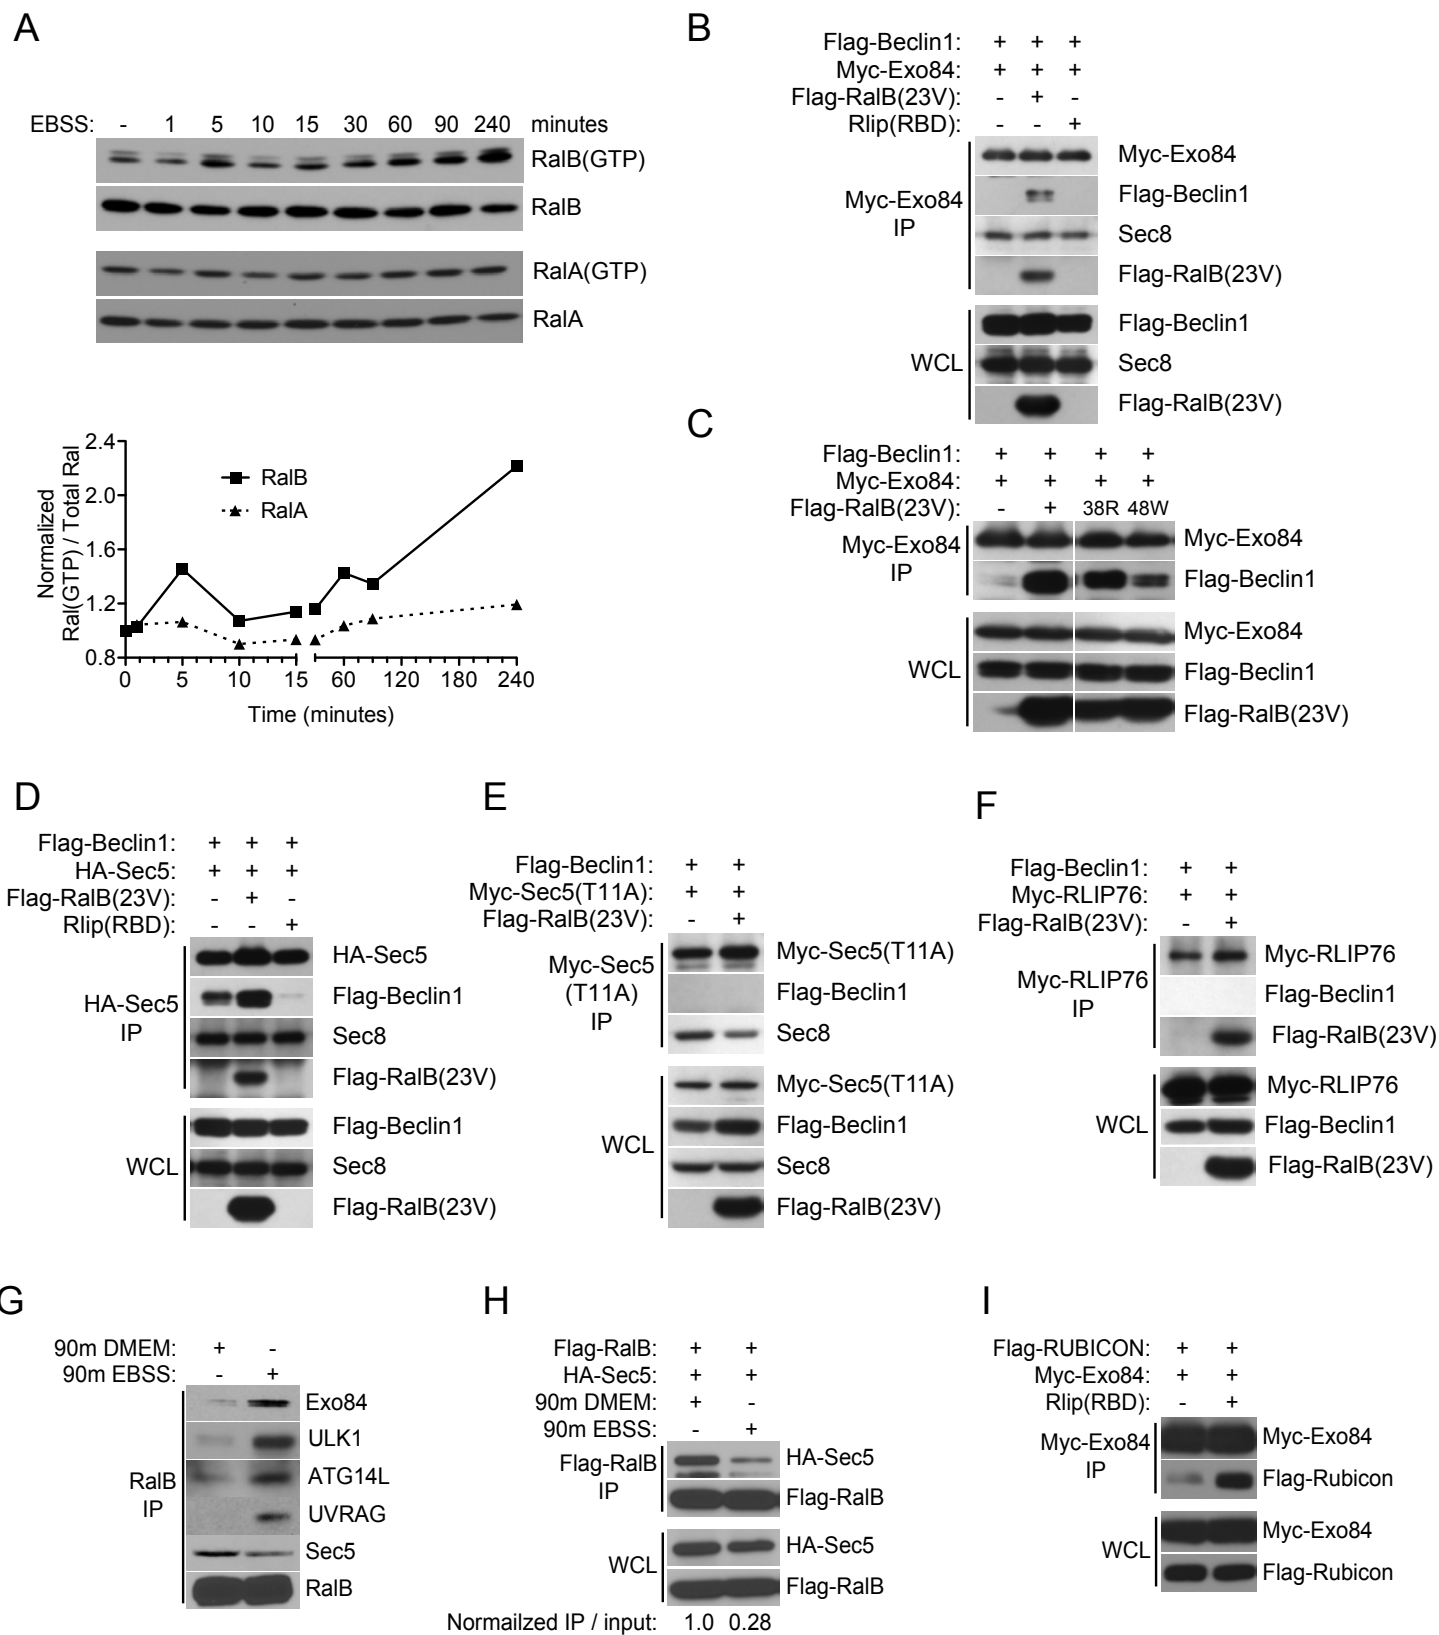 A
EBSS: - 1 5 10 15 30 60 90 240 minutes
RalB(GTP)
RalB
RalA(GTP)
RalA
Normalized
Ral(GTP) / Total Ral
2.4
2.0
1.6
1.2
0.8
RalB
RalA
0 5 10 15 60 120 180 240
Time (minutes)
B
Flag-Beclin1: + + +
Myc-Exo84: + + +
Flag-RalB(23V): - + -
Rlip(RBD): - - +
Myc-Exo84
IP
Myc-Exo84
Flag-Beclin1
Sec8
Flag-RalB(23V)
WCL
Flag-Beclin1
Sec8
Flag-RalB(23V)
C
Flag-Beclin1: + + + +
Myc-Exo84: + + + +
Flag-RalB(23V): - + 38R 48W
Myc-Exo84
IP
Myc-Exo84
Flag-Beclin1
WCL
Myc-Exo84
Flag-Beclin1
Flag-RalB(23V)
D
Flag-Beclin1: + + +
HA-Sec5: + + +
Flag-RalB(23V): - + -
Rlip(RBD): - - +
HA-Sec5
IP
HA-Sec5
Flag-Beclin1
Sec8
Flag-RalB(23V)
WCL
Flag-Beclin1
Sec8
Flag-RalB(23V)
E
Flag-Beclin1: + +
Myc-Sec5(T11A): + +
Flag-RalB(23V): - +
Myc-Sec5
(T11A)
IP
Myc-Sec5(T11A)
Flag-Beclin1
Sec8
WCL
Myc-Sec5(T11A)
Flag-Beclin1
Sec8
Flag-RalB(23V)
F
Flag-Beclin1: + +
Myc-RLIP76: + +
Flag-RalB(23V): - +
Myc-RLIP76
IP
Myc-RLIP76
Flag-Beclin1
Flag-RalB(23V)
WCL
Myc-RLIP76
Flag-Beclin1
Flag-RalB(23V)
G
90m DMEM: + -
90m EBSS: - +
RalB
IP
Exo84
ULK1
ATG14L
UVRAG
Sec5
RalB
H
Flag-RalB: + +
HA-Sec5: + +
90m DMEM: + -
90m EBSS: - +
Flag-RalB
IP
HA-Sec5
Flag-RalB
WCL
HA-Sec5
Flag-RalB
Normailzed IP / input: 1.0 0.28
I
Flag-RUBICON: + +
Myc-Exo84: + +
Rlip(RBD): - +
Myc-Exo84
IP
Myc-Exo84
Flag-Rubicon
WCL
Myc-Exo84
Flag-Rubicon